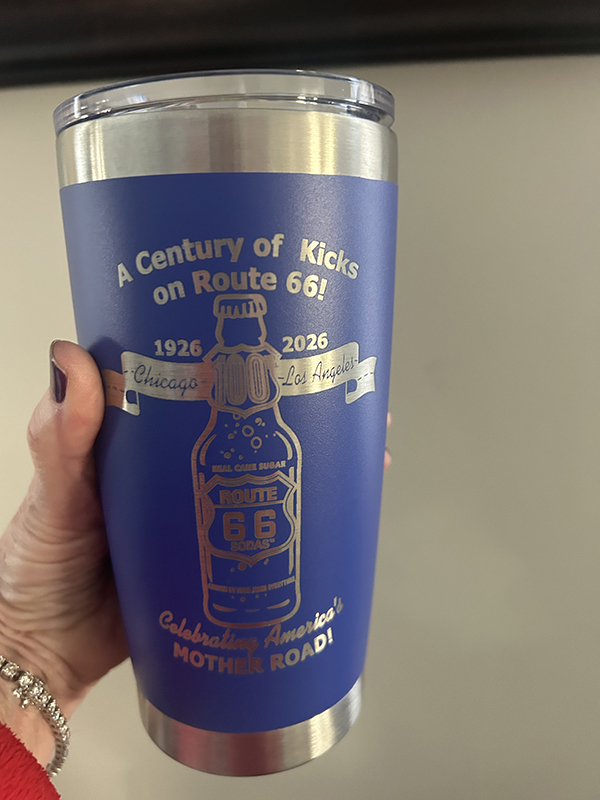 A Century of Kicks
on Route 66!
1926 2026
Chicago 100 Los Angeles
REAL CANE SUGAR
ROUTE
66
SODAS
Celebrating America's
MOTHER ROAD!